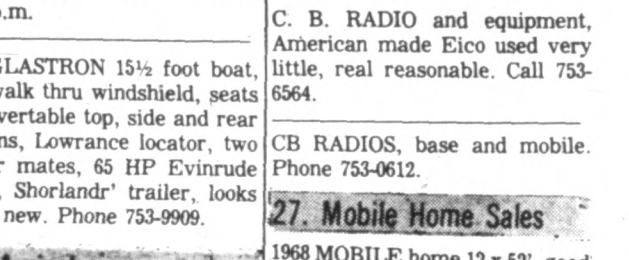 .m.
GLASTRON 15½ foot boat,
walk thru windshield, seats
vertable top, side and rear
ns, Lowrance locator, two
mates, 65 HP Evinrude
, Shorlandr' trailer, looks
new. Phone 753-9909.
C. B. RADIO and equipment,
American made Eico used very
little, real reasonable. Call 753-
6564.
CB RADIOS, base and mobile.
Phone 753-0612.
27. Mobile Home Sales
1968 MOBILE home 12 x 52', good